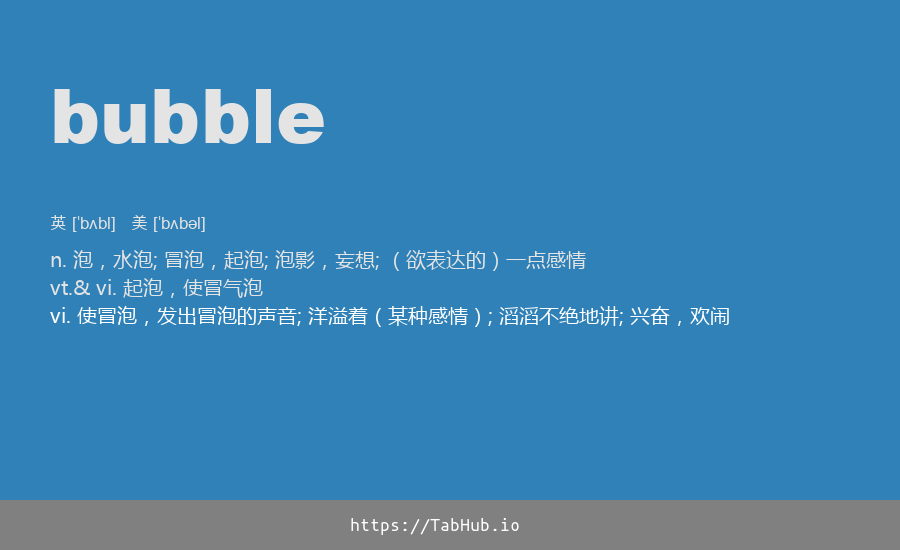 bubble
英 [ˈbʌbl] 美 [ˈbʌbəl]
n. 泡，水泡; 冒泡，起泡; 泡影，妄想; （欲表达的）一点感情
vt.& vi. 起泡，使冒气泡
vi. 使冒泡，发出冒泡的声音; 洋溢着（某种感情）; 滔滔不绝地讲; 兴奋，欢闹
https://TabHub.io